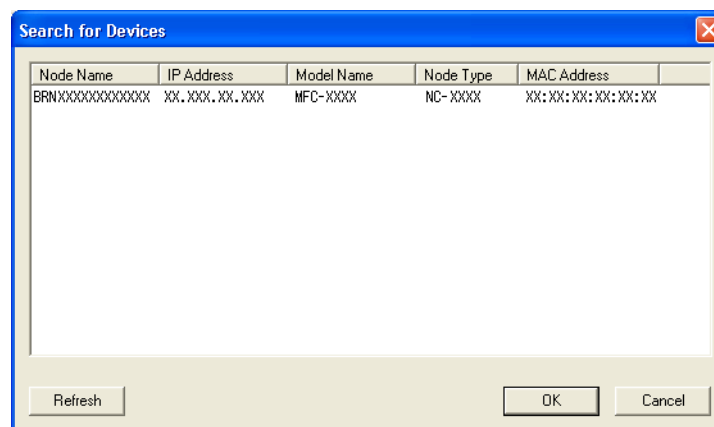 Search for Devices
Node Name IP Address Model Name Node Type MAC Address
BRNXXXXXXXXXXXX XX.XXX.XX.XXX MFC-XXXX NC-XXXX XX:XX:XX:XX:XX:XX
Refresh OK Cancel